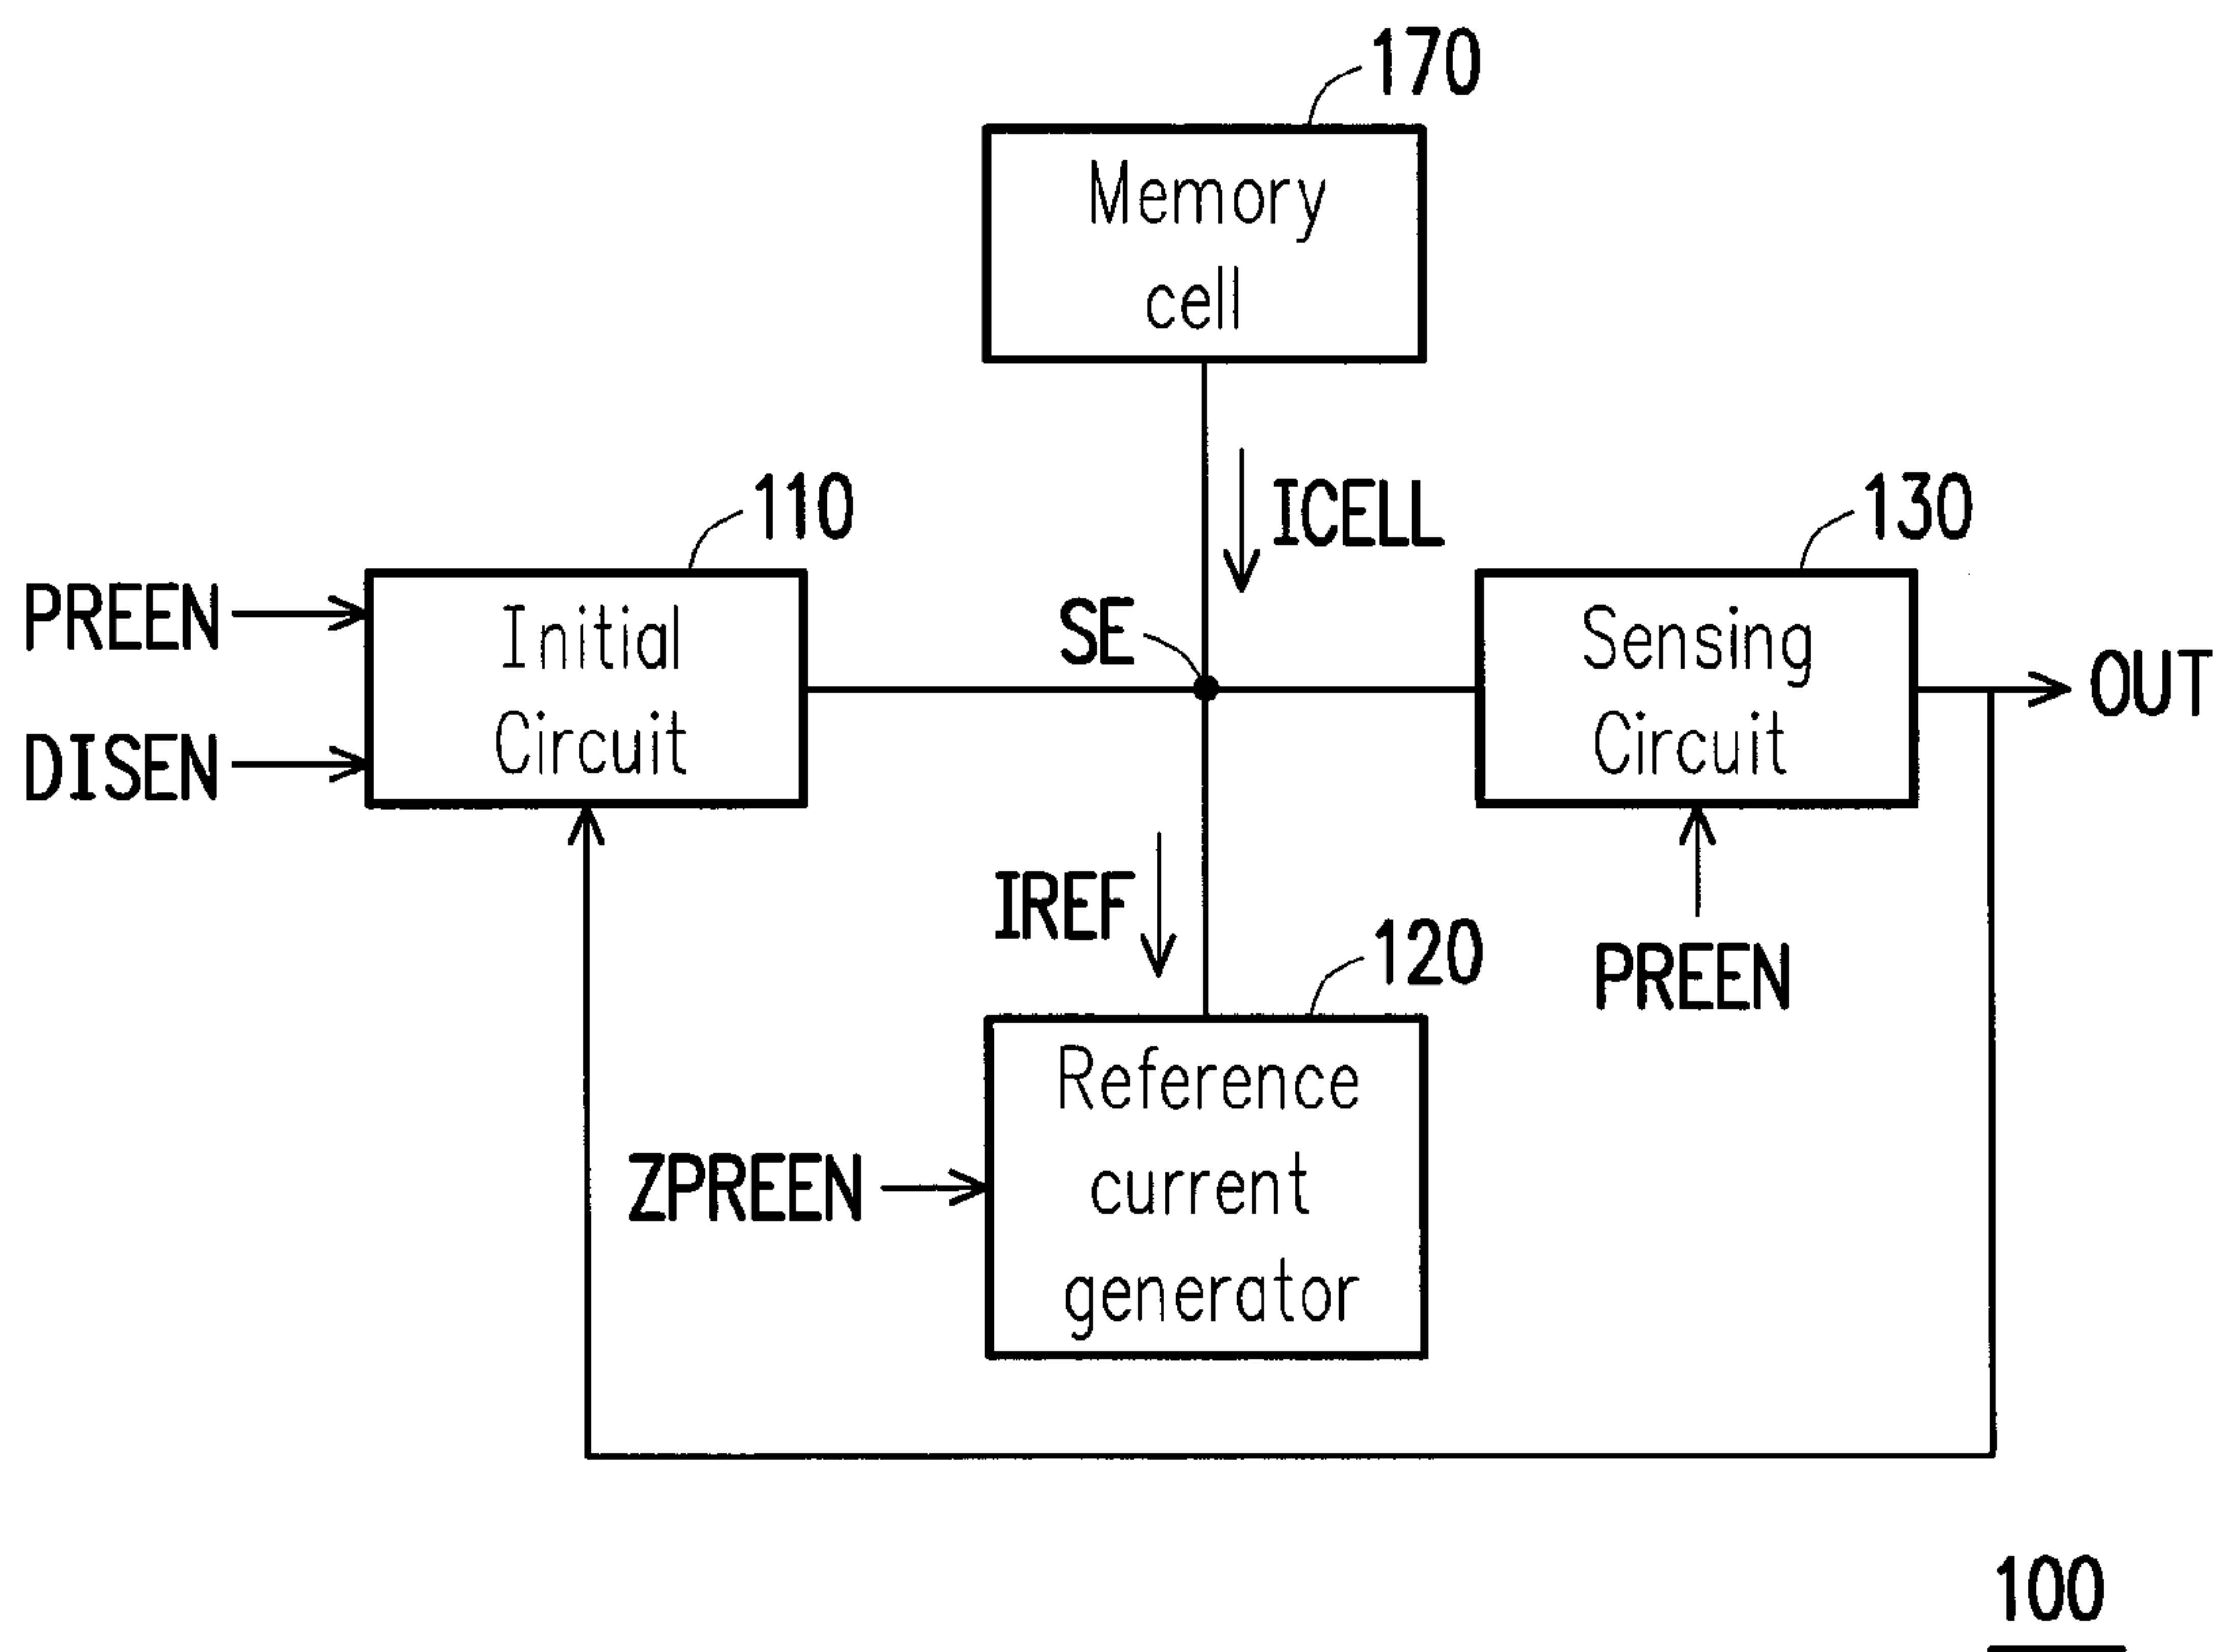 170
Memory
cell
110
ICELL
130
PREEN
Initial
Circuit
DISEN
SE
Sensing
Circuit
OUT
IREF
120
PREEN
Reference
current
generator
ZPREEN
100